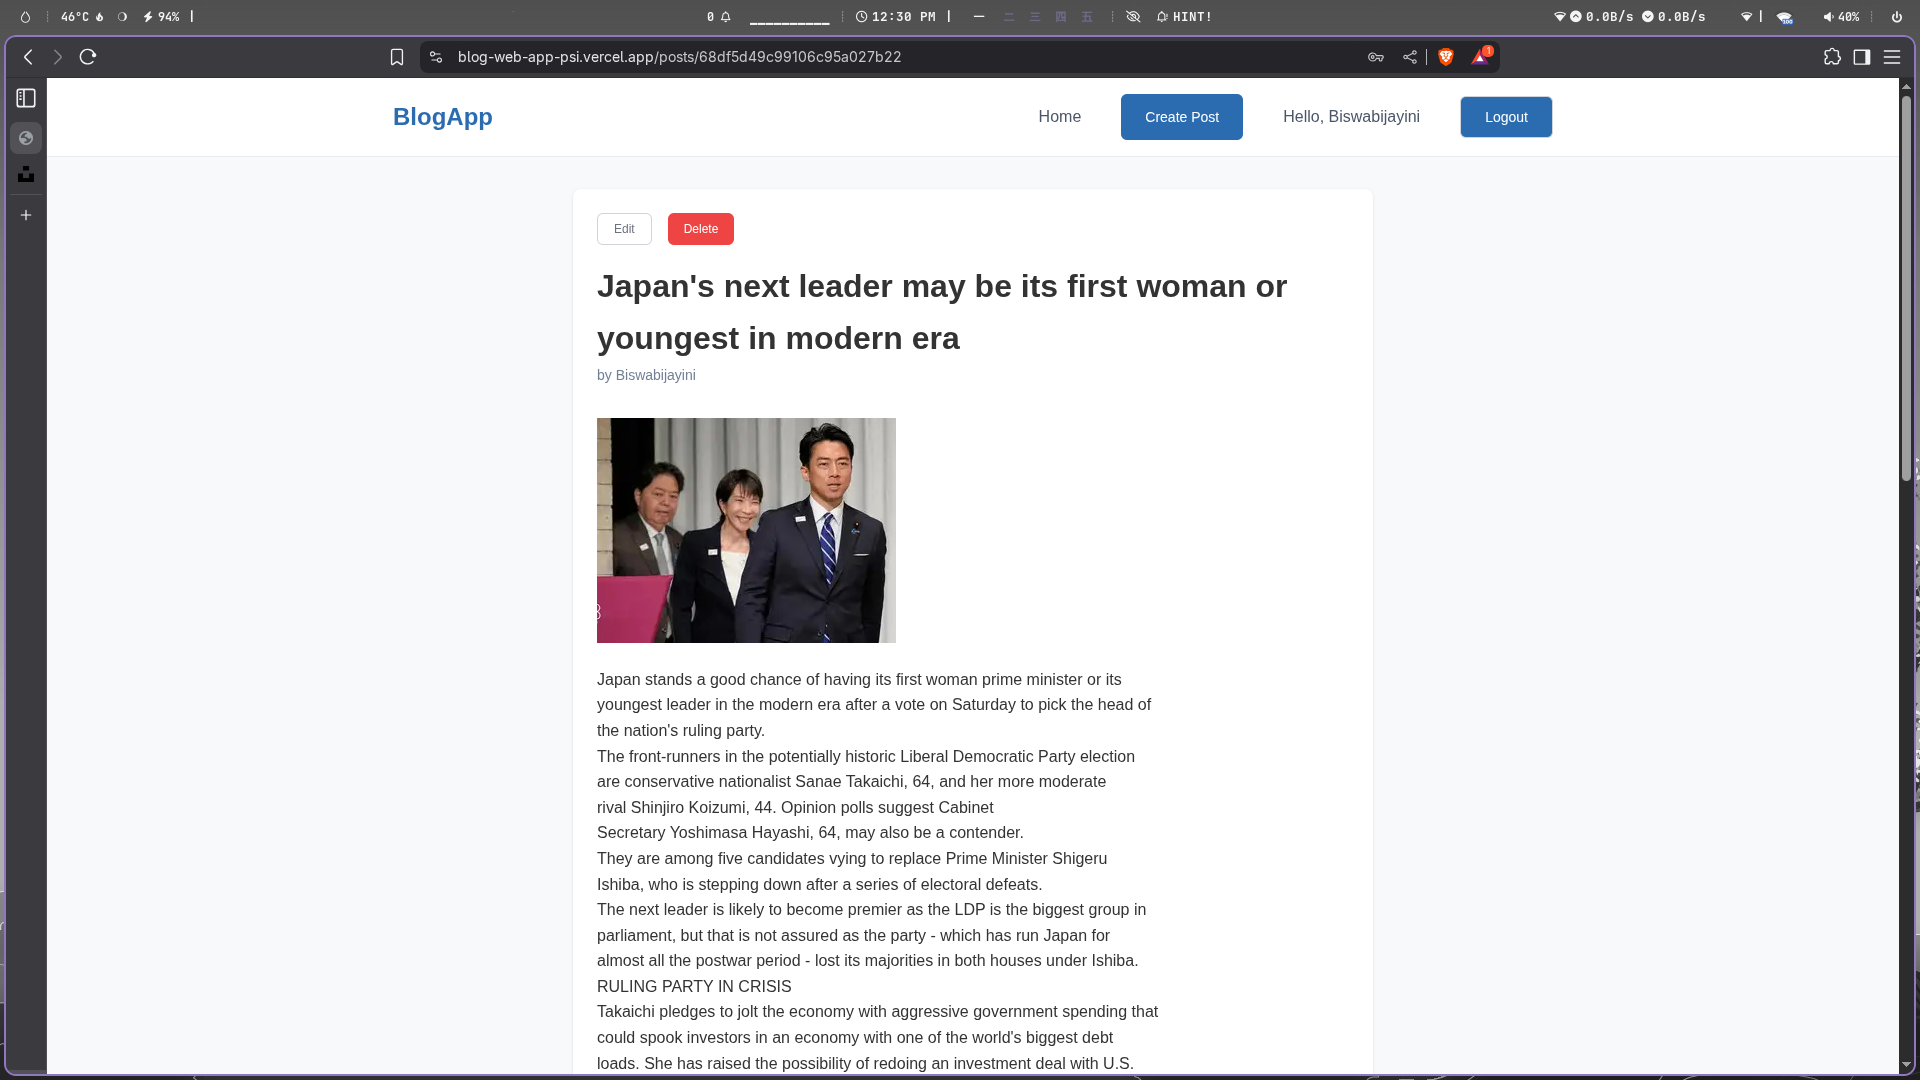 46°C
94%
0
12:30 PM
一 二 三 四 五
HINT!
0.0B/s
0.0B/s
100
40%
blog-web-app-psi.vercel.app/posts/68df5d49c99106c95a027b22
1
BlogApp
Home
Create Post
Hello, Biswabijayini
Logout
Edit
Delete
Japan's next leader may be its first woman or
youngest in modern era
by Biswabijayini
Japan stands a good chance of having its first woman prime minister or its
youngest leader in the modern era after a vote on Saturday to pick the head of
the nation's ruling party.
The front-runners in the potentially historic Liberal Democratic Party election
are conservative nationalist Sanae Takaichi, 64, and her more moderate
rival Shinjiro Koizumi, 44. Opinion polls suggest Cabinet
Secretary Yoshimasa Hayashi, 64, may also be a contender.
They are among five candidates vying to replace Prime Minister Shigeru
Ishiba, who is stepping down after a series of electoral defeats.
The next leader is likely to become premier as the LDP is the biggest group in
parliament, but that is not assured as the party - which has run Japan for
almost all the postwar period - lost its majorities in both houses under Ishiba.
RULING PARTY IN CRISIS
Takaichi pledges to jolt the economy with aggressive government spending that
could spook investors in an economy with one of the world's biggest debt
loads. She has raised the possibility of redoing an investment deal with U.S.